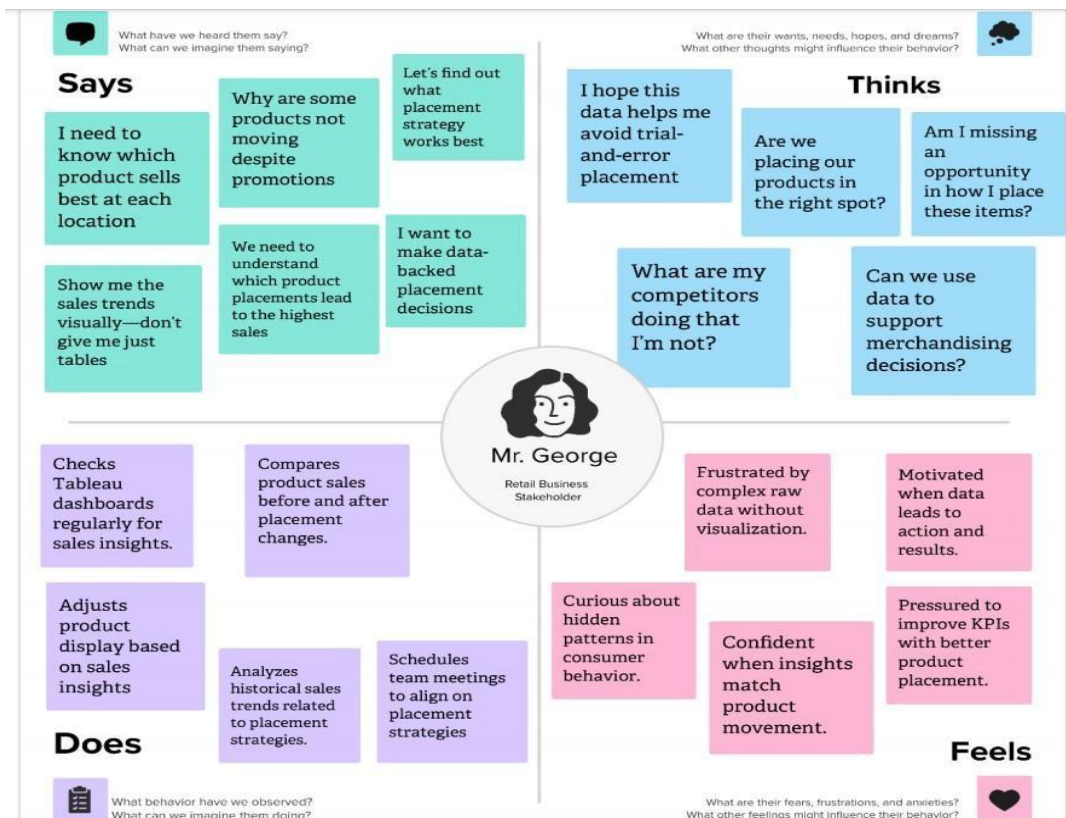 What have we heard them say?
What can we imagine them saying?
Says
I need to
know which
product sells
best at each
location
Why are some
products not
moving
despite
promotions
Let's find out
what
placement
strategy
works best
Show me the
sales trends
visually—don't
give me just
tables
We need to
understand
which product
placements lead
to the highest
sales
I want to
make data-
backed
placement
decisions
What are their wants, needs, hopes, and dreams?
What other thoughts might influence their behavior?
Thinks
I hope this
data helps me
avoid trial-
and-error
placement
Are we
placing our
products in
the right spot?
Am I missing
an
opportunity
in how I place
these items?
What are my
competitors
doing that
I'm not?
Can we use
data to
support
merchandising
decisions?
Mr. George
Retail Business
Stakeholder
Checks
Tableau
dashboards
regularly for
sales insights.
Compares
product sales
before and after
placement
changes.
Adjusts
product
display based
on sales
insights
Analyzes
historical sales
trends related
to placement
strategies.
Schedules
team meetings
to align on
placement
strategies
Does
What behavior have we observed?
What can we imagine them doing?
Frustrated by
complex raw
data without
visualization.
Motivated
when data
leads to
action and
results.
Curious about
hidden
patterns in
consumer
behavior.
Confident
when insights
match
product
movement.
Pressured to
improve KPIs
with better
product
placement.
Feels
What are their fears, frustrations, and anxieties?
What other feelings might influence their behavior?